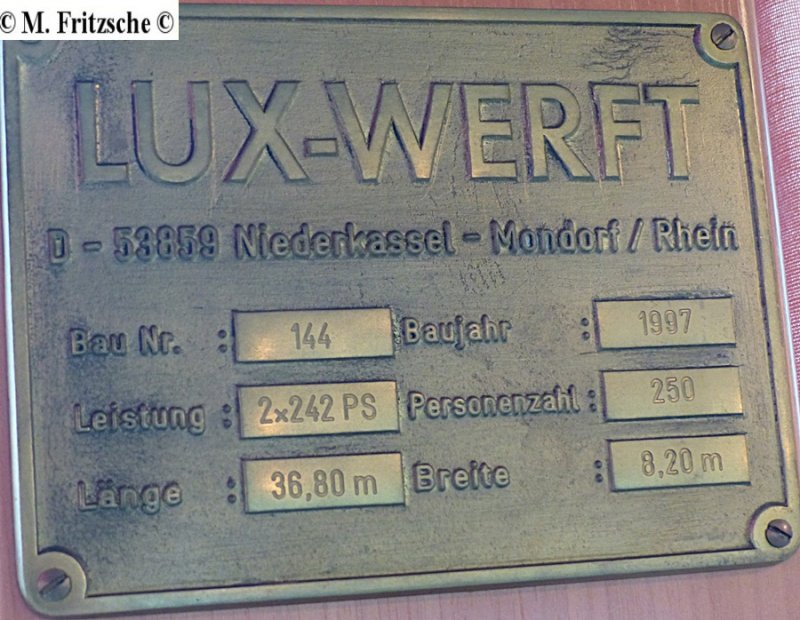 © M. Fritzsche ©
LUX-WERFT
D - 53859 Niederkassel - Mondorf / Rhein
Bau Nr. : 144 Baujahr : 1997
Leistung : 2x242 PS Personenzahl : 250
Länge : 36,80 m Breite : 8,20 m